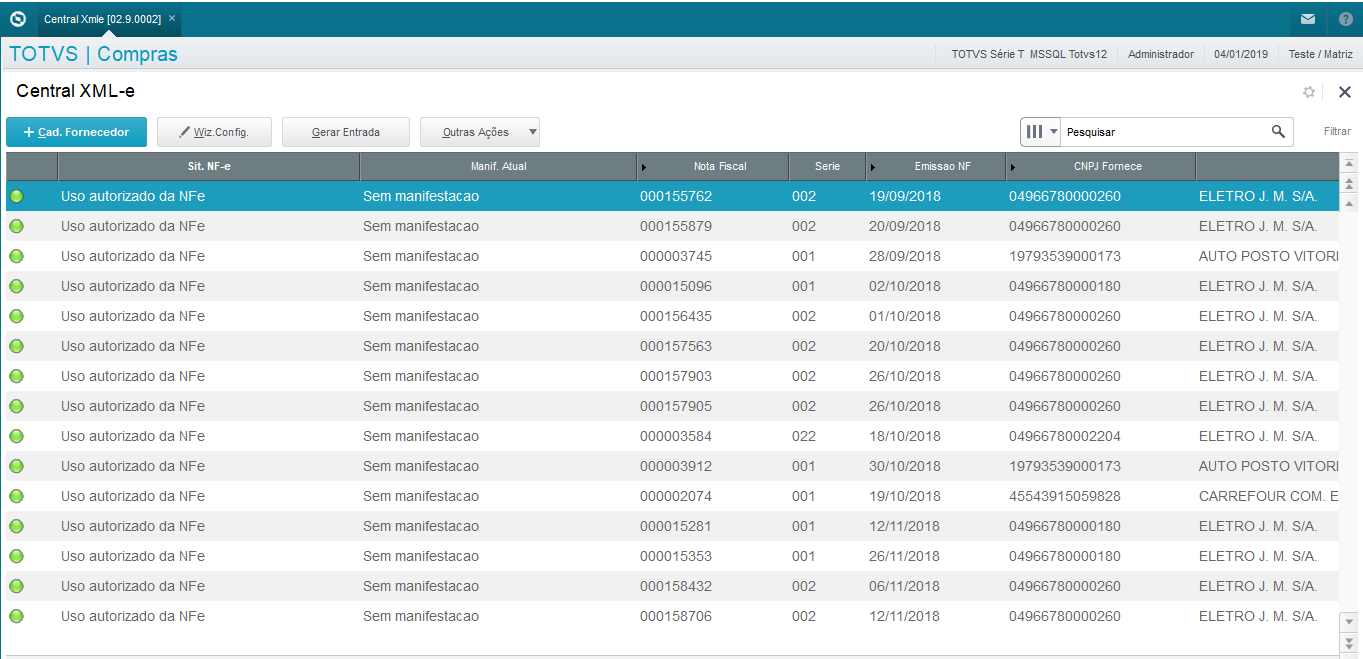 Central Xmle [02.9.0002] ×
TOTVS | Compras TOTVS Série T MSSQL Totvs12 Administrador 04/01/2019 Teste / Matriz
Central XML-e
+ Cad. Fornecedor Wiz.Config. Gerar Entrada Outras Ações Pesquisar Filtrar
Sit. NF-e Manif. Atual Nota Fiscal Serie Emissao NF CNPJ Fornece
Uso autorizado da NFe Sem manifestacao 000155762 002 19/09/2018 04966780000260 ELETRO J. M. S/A.
Uso autorizado da NFe Sem manifestacao 000155879 002 20/09/2018 04966780000260 ELETRO J. M. S/A.
Uso autorizado da NFe Sem manifestacao 000003745 001 28/09/2018 19793539000173 AUTO POSTO VITORI
Uso autorizado da NFe Sem manifestacao 000015096 001 02/10/2018 04966780000180 ELETRO J. M. S/A.
Uso autorizado da NFe Sem manifestacao 000156435 002 01/10/2018 04966780000260 ELETRO J. M. S/A.
Uso autorizado da NFe Sem manifestacao 000157563 002 20/10/2018 04966780000260 ELETRO J. M. S/A.
Uso autorizado da NFe Sem manifestacao 000157903 002 26/10/2018 04966780000260 ELETRO J. M. S/A.
Uso autorizado da NFe Sem manifestacao 000157905 002 26/10/2018 04966780000260 ELETRO J. M. S/A.
Uso autorizado da NFe Sem manifestacao 000003584 022 18/10/2018 04966780002204 ELETRO J. M. S/A.
Uso autorizado da NFe Sem manifestacao 000003912 001 30/10/2018 19793539000173 AUTO POSTO VITORI
Uso autorizado da NFe Sem manifestacao 000002074 001 19/10/2018 45543915059828 CARREFOUR COM. E
Uso autorizado da NFe Sem manifestacao 000015281 001 12/11/2018 04966780000180 ELETRO J. M. S/A.
Uso autorizado da NFe Sem manifestacao 000015353 001 26/11/2018 04966780000180 ELETRO J. M. S/A.
Uso autorizado da NFe Sem manifestacao 000158432 002 06/11/2018 04966780000260 ELETRO J. M. S/A.
Uso autorizado da NFe Sem manifestacao 000158706 002 12/11/2018 04966780000260 ELETRO J. M. S/A.